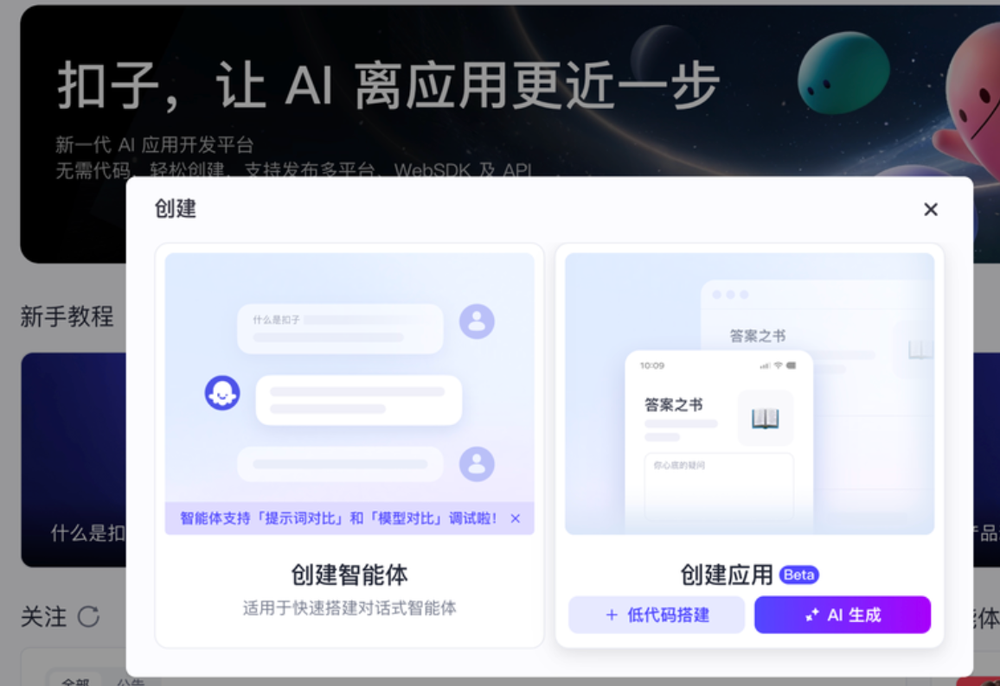 扣子，让 AI 离应用更近一步
新一代 AI 应用开发平台
无需代码，轻松创建，支持发布多平台、WebSDK 及 API
创建
新手教程
什么是扣子
答案之书
10:09
答案之书
你心底的疑问
智能体支持「提示词对比」和「模型对比」调试啦！
什么是扣
创建智能体
适用于快速搭建对话式智能体
创建应用 Beta
+ 低代码搭建
AI 生成
关注
全部
公告